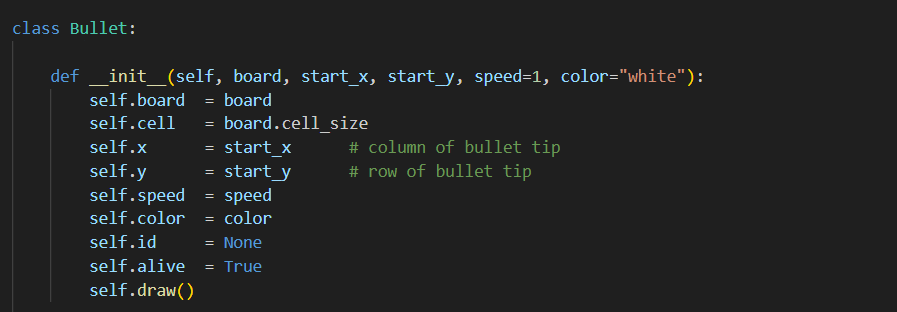 class Bullet:
def __init__(self, board, start_x, start_y, speed=1, color="white"):
self.board  = board
self.cell   = board.cell_size
self.x      = start_x      # column of bullet tip
self.y      = start_y      # row of bullet tip
self.speed  = speed
self.color  = color
self.id     = None
self.alive  = True
self.draw()